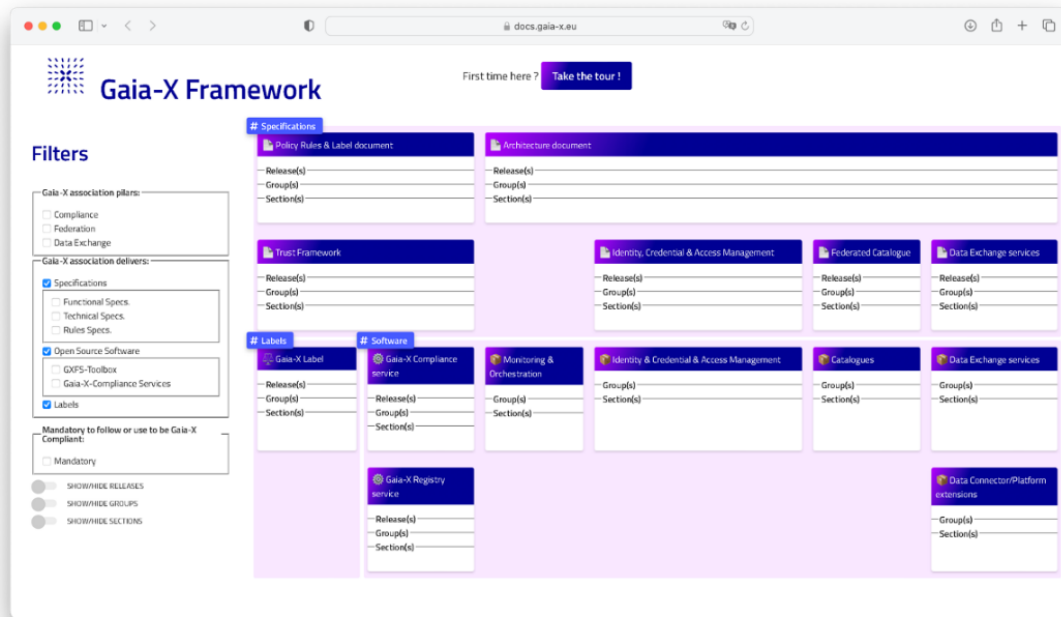 docs.gaia-x.eu
Gaia-X Framework
First time here ?
Take the tour !
Filters
Gaia-X association pilars:
Compliance
Federation
Data Exchange
Gaia-X association delivers:
Specifications
Functional Specs.
Technical Specs.
Rules Specs.
Open Source Software
GXFS-Toolbox
Gaia-X-Compliance Services
Labels
Mandatory to follow or use to be Gaia-X
Compliant:
Mandatory
SHOW/HIDE RELEASES
SHOW/HIDE GROUPS
SHOW/HIDE SECTIONS
# Specifications
Policy Rules & Label document
Release(s)
Group(s)
Section(s)
Architecture document
Release(s)
Group(s)
Section(s)
Trust Framework
Release(s)
Group(s)
Section(s)
Identity, Credential & Access Management
Release(s)
Group(s)
Section(s)
Federated Catalogue
Release(s)
Group(s)
Section(s)
Data Exchange services
Release(s)
Group(s)
Section(s)
# Labels
Gaia-X Label
Release(s)
Group(s)
Section(s)
# Software
Gaia-X Compliance
service
Release(s)
Group(s)
Section(s)
Monitoring &
Orchestration
Group(s)
Section(s)
Identity & Credential & Access Management
Group(s)
Section(s)
Catalogues
Group(s)
Section(s)
Data Exchange services
Group(s)
Section(s)
Gaia-X Registry
service
Release(s)
Group(s)
Section(s)
Data Connector/Platform
extensions
Group(s)
Section(s)